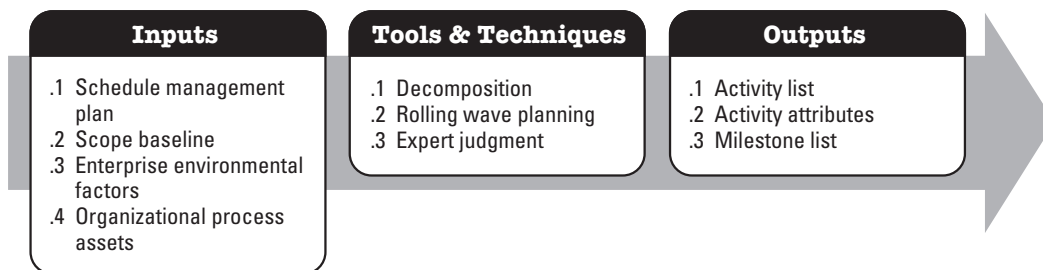 Inputs
.1 Schedule management
plan
.2 Scope baseline
.3 Enterprise environmental
factors
.4 Organizational process
assets
Tools & Techniques
.1 Decomposition
.2 Rolling wave planning
.3 Expert judgment
Outputs
.1 Activity list
.2 Activity attributes
.3 Milestone list